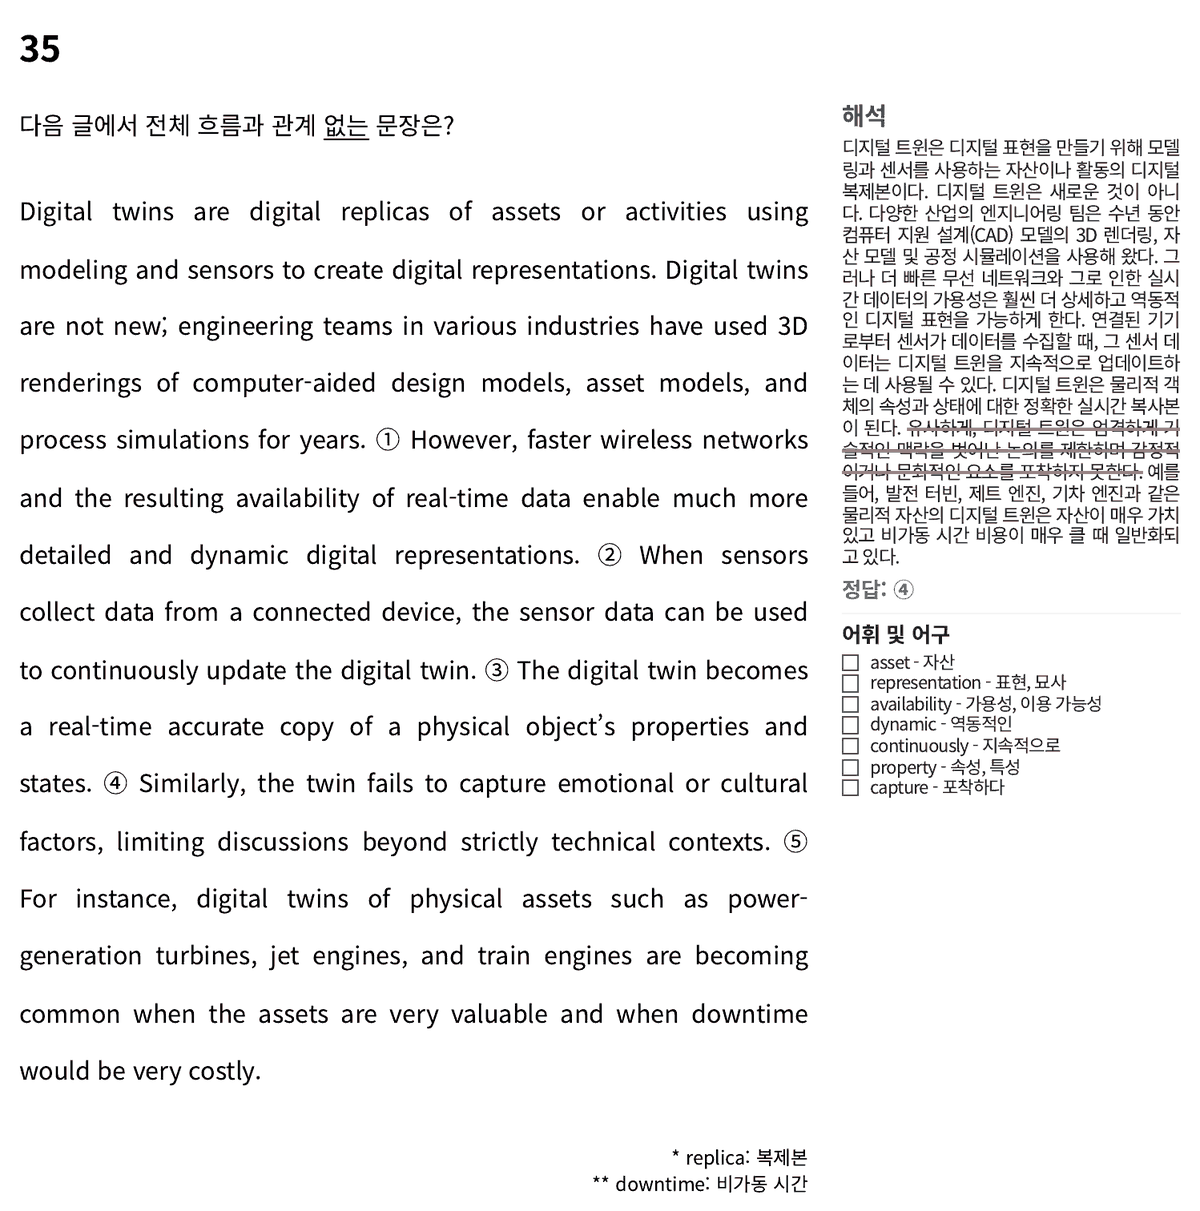 35
다음 글에서 전체 흐름과 관계 없는 문장은?
Digital twins are digital replicas of assets or activities using
modeling and sensors to create digital representations. Digital twins
are not new; engineering teams in various industries have used 3D
renderings of computer-aided design models, asset models, and
process simulations for years. ① However, faster wireless networks
and the resulting availability of real-time data enable much more
detailed and dynamic digital representations. ② When sensors
collect data from a connected device, the sensor data can be used
to continuously update the digital twin. ③ The digital twin becomes
a real-time accurate copy of a physical object’s properties and
states. ④ Similarly, the twin fails to capture emotional or cultural
factors, limiting discussions beyond strictly technical contexts. ⑤
For instance, digital twins of physical assets such as power-
generation turbines, jet engines, and train engines are becoming
common when the assets are very valuable and when downtime
would be very costly.
* replica: 복제본
** downtime: 비가동 시간
해석
디지털 트윈은 디지털 표현을 만들기 위해 모델
링과 센서를 사용하는 자산이나 활동의 디지털
복제본이다. 디지털 트윈은 새로운 것이 아니
다. 다양한 산업의 엔지니어링 팀은 수년 동안
컴퓨터 지원 설계(CAD) 모델의 3D 렌더링, 자
산 모델 및 공정 시뮬레이션을 사용해 왔다. 그
러나 더 빠른 무선 네트워크와 그로 인한 실시
간 데이터의 가용성은 훨씬 더 상세하고 역동적
인 디지털 표현을 가능하게 한다. 연결된 기기
로부터 센서가 데이터를 수집할 때, 그 센서 데
이터는 디지털 트윈을 지속적으로 업데이트하
는 데 사용될 수 있다. 디지털 트윈은 물리적 객
체의 속성과 상태에 대한 정확한 실시간 복사본
이 된다. 유사하게, 디지털 트윈은 엄격하게 기
술적인 맥락을 벗어난 논의를 제한하며 감정적
이거나 문화적인 요소를 포착하지 못한다. 예를
들어, 발전 터빈, 제트 엔진, 기차 엔진과 같은
물리적 자산의 디지털 트윈은 자산이 매우 가치
있고 비가동 시간 비용이 매우 클 때 일반화되
고 있다.
정답: ④
어휘 및 어구
asset - 자산
representation - 표현, 묘사
availability - 가용성, 이용 가능성
dynamic - 역동적인
continuously - 지속적으로
property - 속성, 특성
capture - 포착하다